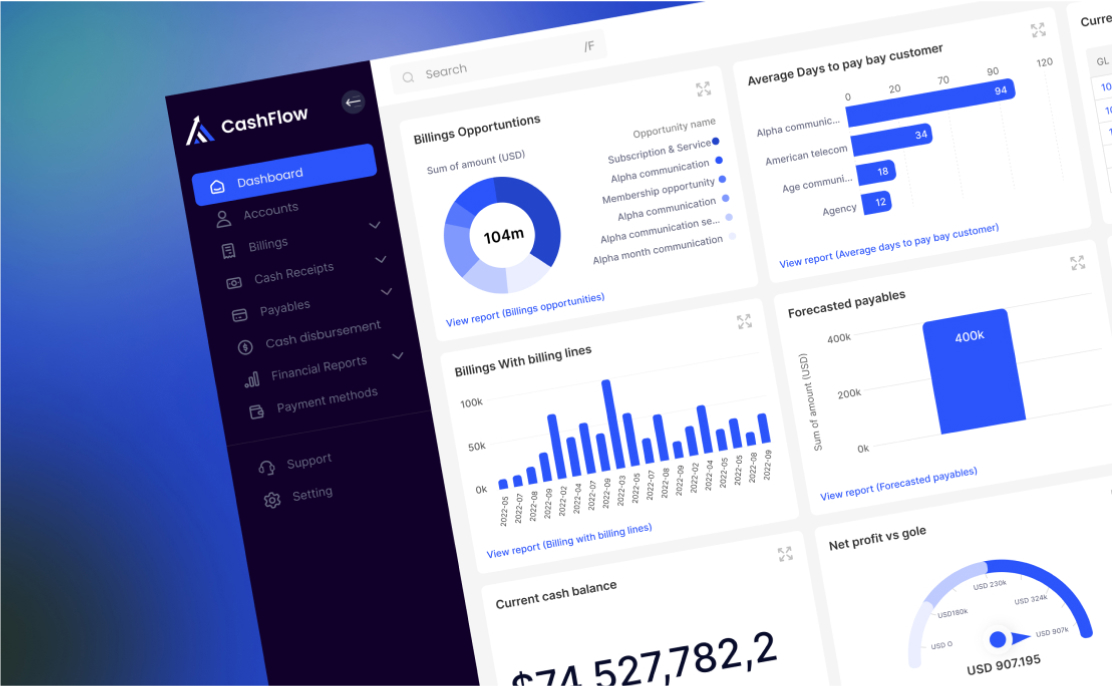 CashFlow
Dashboard
Accounts
Billings
Cash Receipts
Payables
Cash disbursement
Financial Reports
Payment methods
Support
Setting
Search
/F
Billings Opportuntions
Sum of amount (USD)
104m
Opportunity name
Subscription & Service
Alpha communication
Membership opportunity
Alpha communication
Alpha communication se...
Alpha month communication
View report (Billings opportunities)
Average Days to pay bay customer
0 20 70 90 120
Alpha communic... 94
American telecom 34
Age communi... 18
Agency 12
View report (Average days to pay bay customer)
Curre
GL
Billings With billing lines
100k
50k
0k
2022-05
2022-07
2022-08
2022-09
2022-02
2022-04
2022-07
2022-09
2022-03
2022-05
2022-07
2022-08
2022-09
2022-02
2022-04
2022-05
2022-05
2022-08
2022-09
View report (Billing with billing lines)
Forecasted payables
Sum of amount (USD)
400k
200k
0k
400k
View report (Forecasted payables)
Current cash balance
$74,527,782,2
Net profit vs gole
USD 0
USD180k
USD 230k
USD 324k
USD 907k
USD 907.195